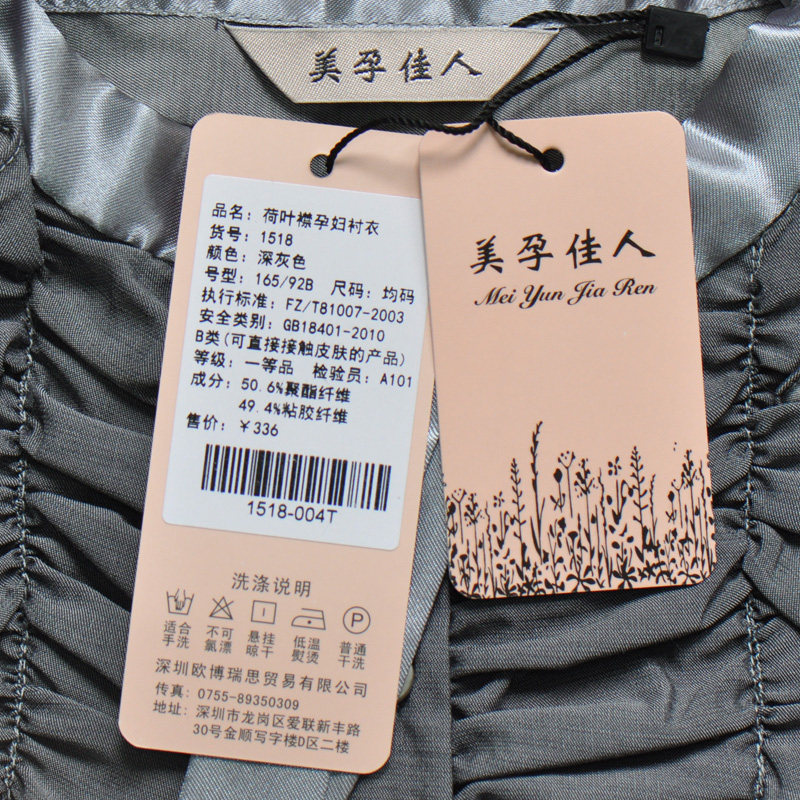 美孕佳人
品名：荷叶襟孕妇衬衣
货号：1518
颜色：深灰色
号型：165/92B 尺码：均码
执行标准：FZ/T81007-2003
安全类别：GB18401-2010
B类(可直接接触皮肤的产品)
等级：一等品 检验员：A101
成分：50.6%聚酯纤维
49.4%粘胶纤维
售价：￥336
1518-004T
洗涤说明
适合手洗
不可氯漂
悬挂晾干
低温熨烫
P
普通干洗
深圳欧博瑞思贸易有限公司
传真：0755-89350309
地址：深圳市龙岗区爱联新丰路
30号金顺写字楼D区二楼
美孕佳人
Mei Yun Jia Ren